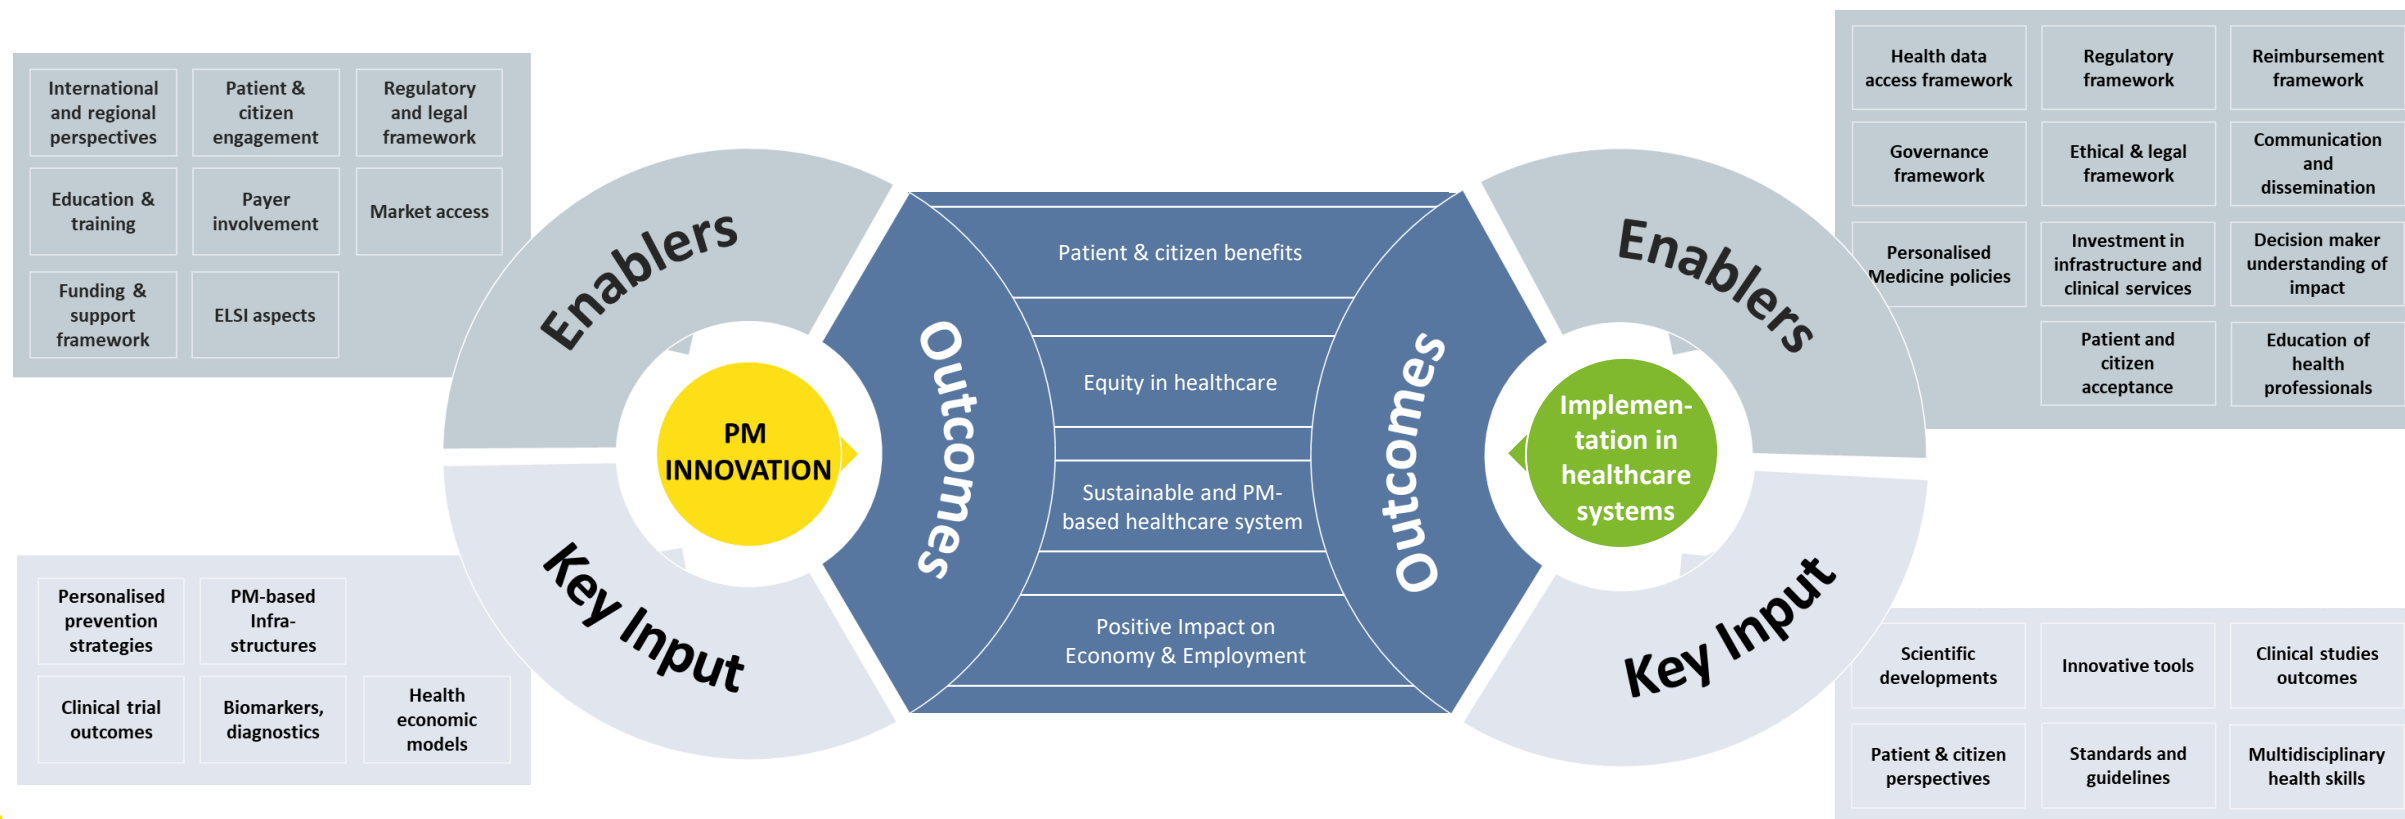 International
and regional
perspectives
Patient &
citizen
engagement
Regulatory
and legal
framework
Education &
training
Payer
involvement
Market access
Funding &
support
framework
ELSI aspects
Enablers
PM
INNOVATION
Key Input
Personalised
prevention
strategies
PM-based
Infra-
structures
Clinical trial
outcomes
Biomarkers,
diagnostics
Health
economic
models
Outcomes
Patient & citizen benefits
Equity in healthcare
Sustainable and PM-
based healthcare system
Positive Impact on
Economy & Employment
Outcomes
Enablers
Implemen-
tation in
healthcare
systems
Key Input
Health data
access framework
Regulatory
framework
Reimbursement
framework
Governance
framework
Ethical & legal
framework
Communication
and
dissemination
Personalised
Medicine policies
Investment in
infrastructure and
clinical services
Decision maker
understanding of
impact
Patient and
citizen
acceptance
Education of
health
professionals
Scientific
developments
Innovative tools
Clinical studies
outcomes
Patient & citizen
perspectives
Standards and
guidelines
Multidisciplinary
health skills